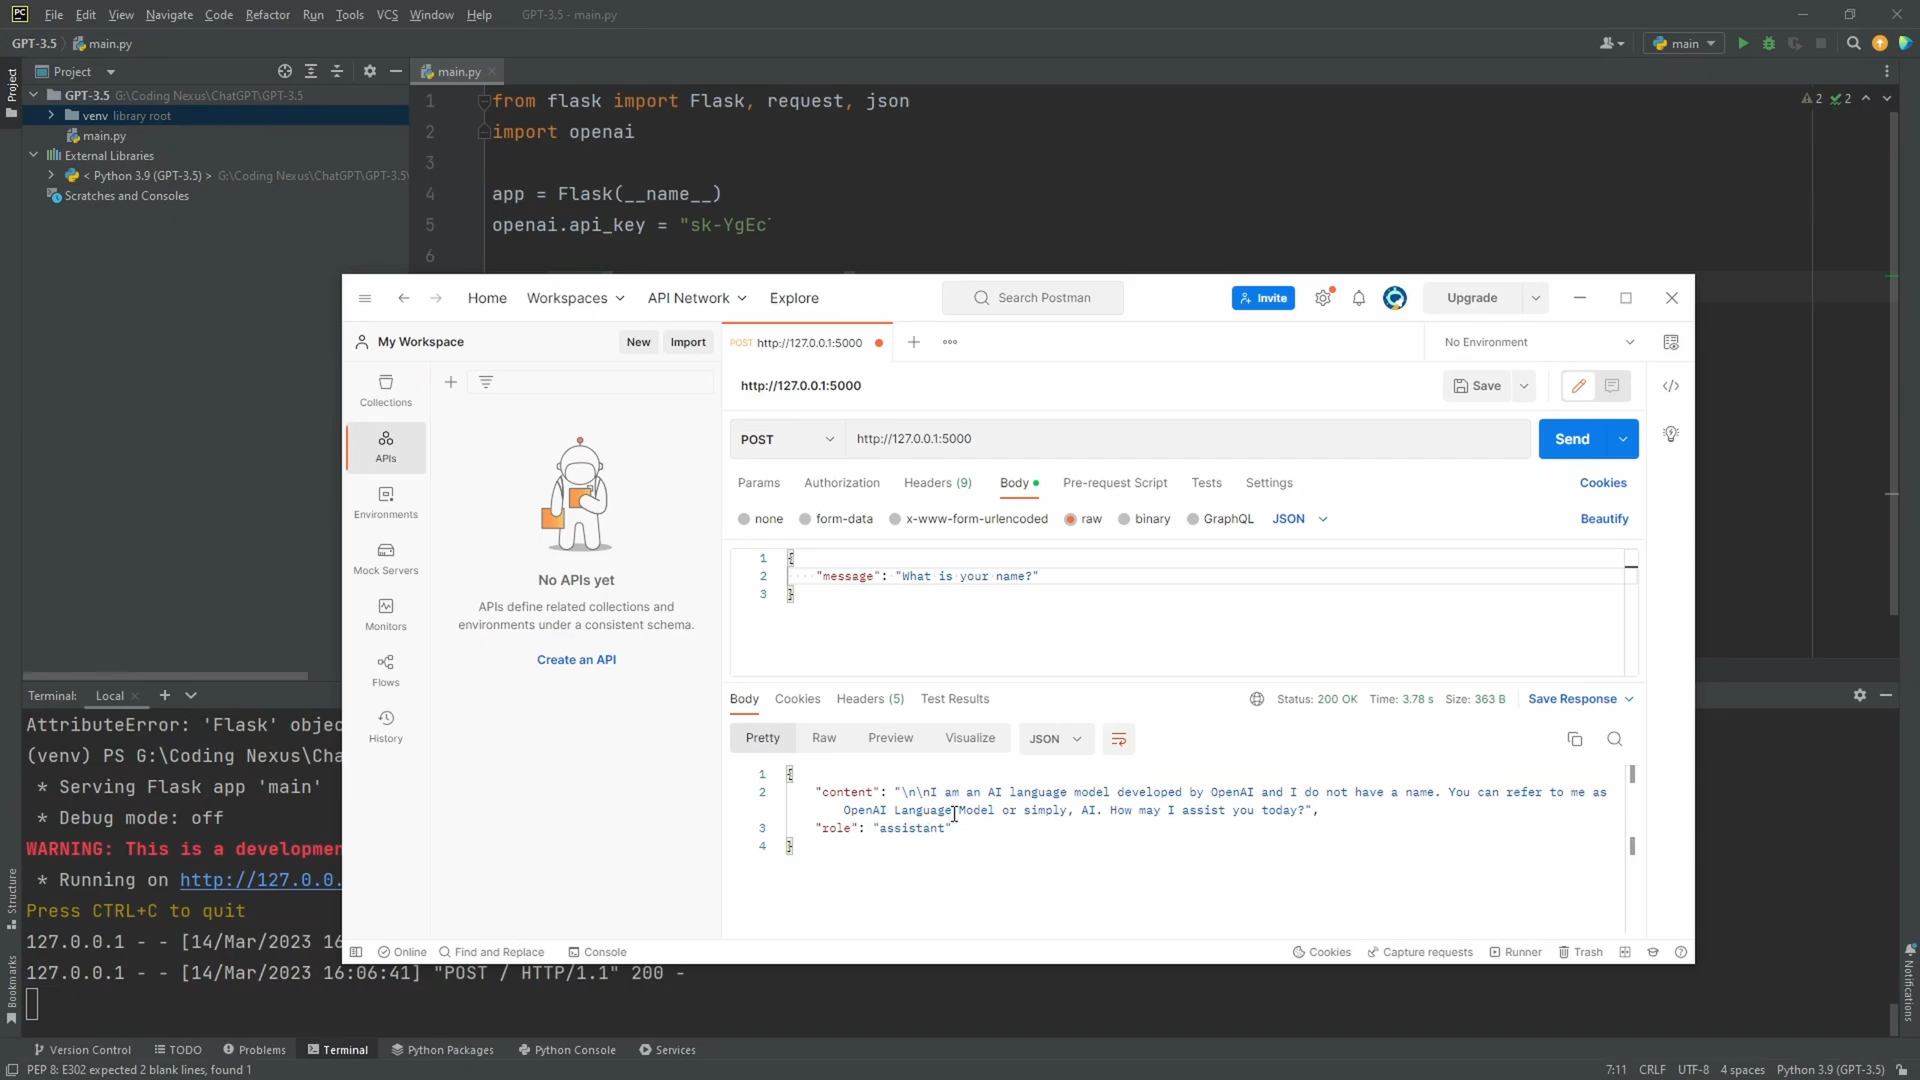 PC File Edit View Navigate Code Refactor Run Tools VCS Window Help GPT-3.5 - main.py
GPT-3.5 main.py main
Project main.py
GPT-3.5 G:\Coding Nexus\ChatGPT\GPT-3.5
venv library root
main.py
External Libraries
< Python 3.9 (GPT-3.5) > G:\Coding Nexus\ChatGPT\GPT-3.5\
Scratches and Consoles
Project
1 from flask import Flask, request, json
2 import openai
3
4 app = Flask(__name__)
5 openai.api_key = "sk-YgEc
6
2 2
Home Workspaces API Network Explore Search Postman Invite Upgrade
My Workspace New Import POST http://127.0.0.1:5000 No Environment
http://127.0.0.1:5000 Save
Collections
APIs
Environments
Mock Servers
Monitors
Flows
History
No APIs yet
APIs define related collections and
environments under a consistent schema.
Create an API
POST http://127.0.0.1:5000 Send
Params Authorization Headers (9) Body Pre-request Script Tests Settings Cookies
none form-data x-www-form-urlencoded raw binary GraphQL JSON Beautify
1 {
2 "message": "What is your name?"
3 }
Body Cookies Headers (5) Test Results Status: 200 OK Time: 3.78 s Size: 363 B Save Response
Pretty Raw Preview Visualize JSON
1 {
2 "content": "\n\nI am an AI language model developed by OpenAI and I do not have a name. You can refer to me as
OpenAI Language Model or simply, AI. How may I assist you today?",
3 "role": "assistant"
4 }
Online Find and Replace Console Cookies Capture requests Runner Trash
Terminal: Local
AttributeError: 'Flask' objec
(venv) PS G:\Coding Nexus\Cha
* Serving Flask app 'main'
* Debug mode: off
WARNING: This is a developmen
* Running on http://127.0.0.
Press CTRL+C to quit
127.0.0.1 - - [14/Mar/2023 16
127.0.0.1 - - [14/Mar/2023 16:06:41] "POST / HTTP/1.1" 200 -
Structure
Bookmarks
Notifications
Version Control TODO Problems Terminal Python Packages Python Console Services
PEP 8: E302 expected 2 blank lines, found 1 7:11 CRLF UTF-8 4 spaces Python 3.9 (GPT-3.5)